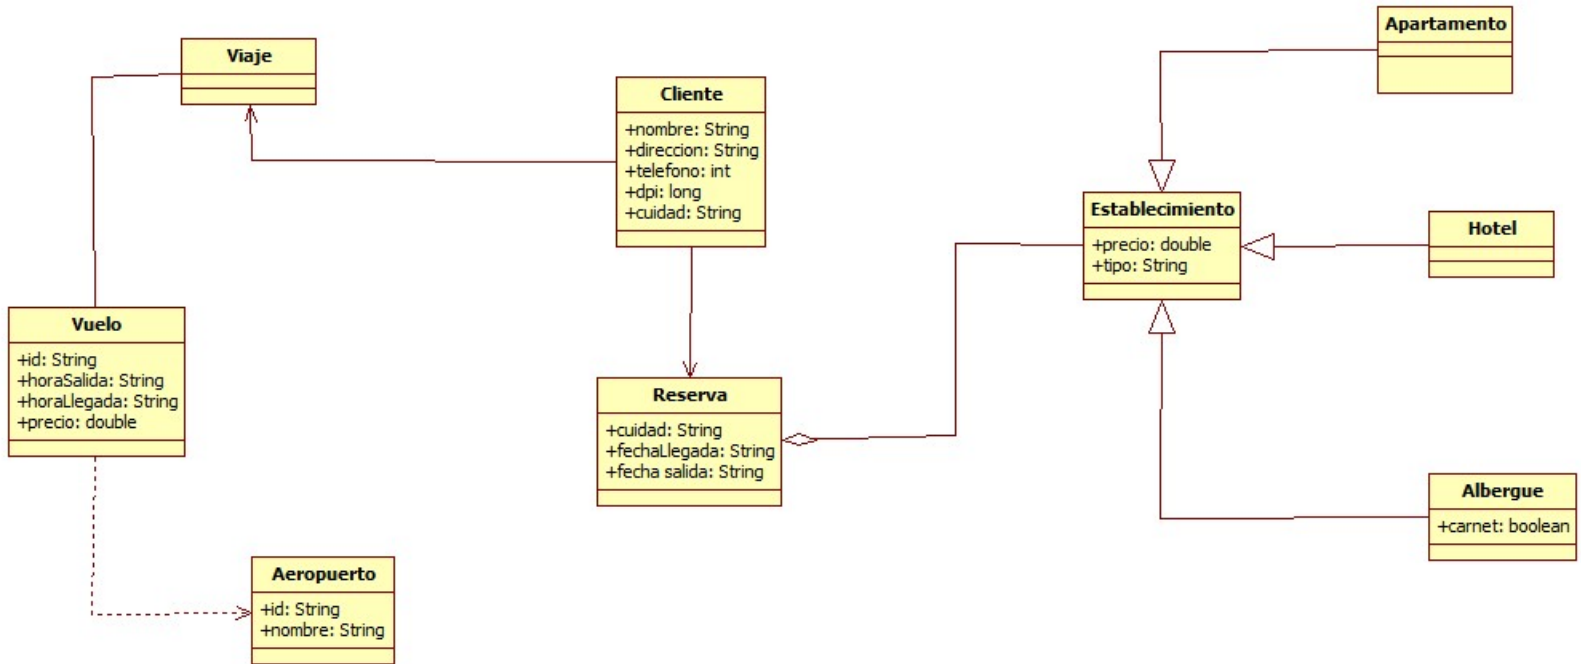 Viaje
Cliente
+nombre: String
+direccion: String
+telefono: int
+dpi: long
+cuidad: String
Apartamento
Establecimiento
+precio: double
+tipo: String
Hotel
Vuelo
+id: String
+horaSalida: String
+horaLlegada: String
+precio: double
Reserva
+cuidad: String
+fechaLlegada: String
+fecha salida: String
Albergue
+carnet: boolean
Aeropuerto
+id: String
+nombre: String